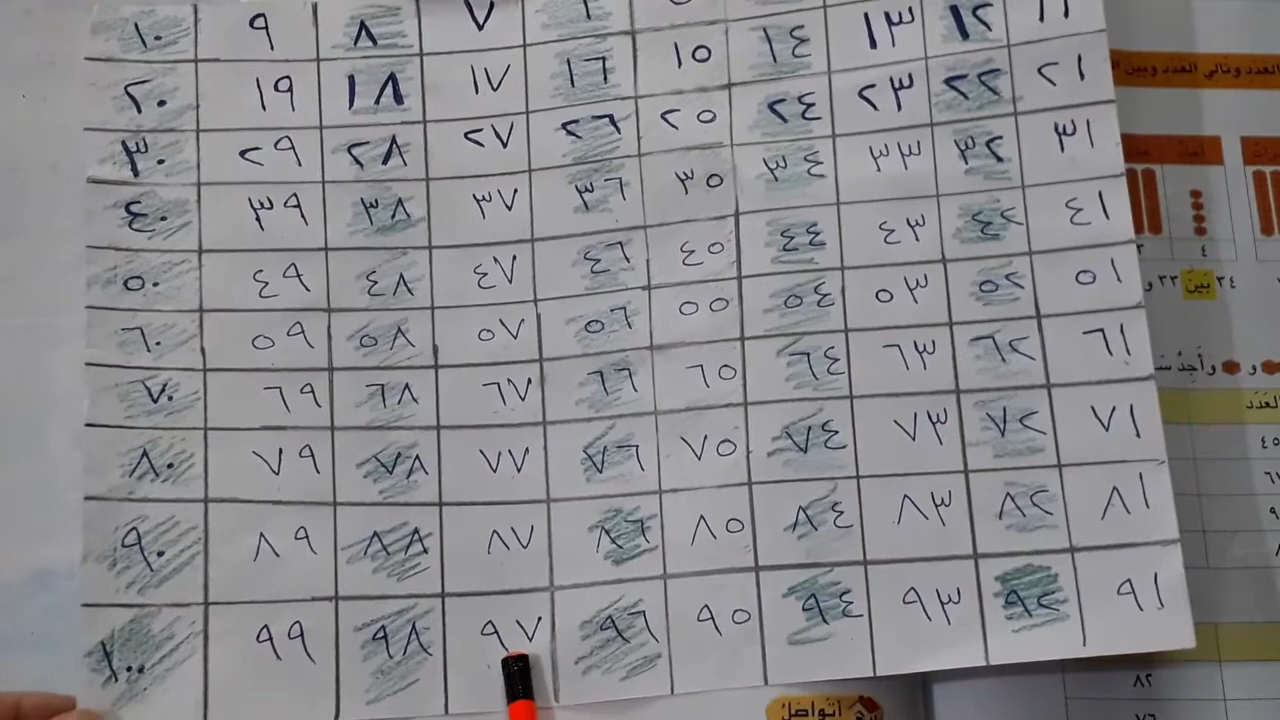 ١١ ١٢ ١٣ ١٤ ٧ ٨ ٩ ١٠
٢١ ٢٢ ٢٣ ٢٤ ١٥ ١٦ ١٧ ١٨ ١٩ ٢٠
٣١ ٣٢ ٣٣ ٣٤ ٢٥ ٢٦ ٢٧ ٢٨ ٢٩ ٣٠
٤١ ٤٢ ٤٣ ٤٤ ٣٥ ٣٦ ٣٧ ٣٨ ٣٩ ٤٠
٥١ ٥٢ ٥٣ ٥٤ ٤٥ ٤٦ ٤٧ ٤٨ ٤٩ ٥٠
٦١ ٦٢ ٦٣ ٦٤ ٥٥ ٥٦ ٥٧ ٥٨ ٥٩ ٦٠
٧١ ٧٢ ٧٣ ٧٤ ٦٥ ٦٦ ٦٧ ٦٨ ٦٩ ٧٠
٨١ ٨٢ ٨٣ ٨٤ ٧٥ ٧٦ ٧٧ ٧٨ ٧٩ ٨٠
٨٥ ٨٦ ٨٧ ٨٨ ٨٩ ٩٠
٩١ ٩٢ ٩٣ ٩٤ ٩٥ ٩٦ ٩٧ ٩٨ ٩٩ ١٠٠
العدد وتالي العدد وبين
آحاد
٤
٣٤ بين ٣٣ و
و وأجد
العدد
٤٥
٨٢
٧٦
أتواصل